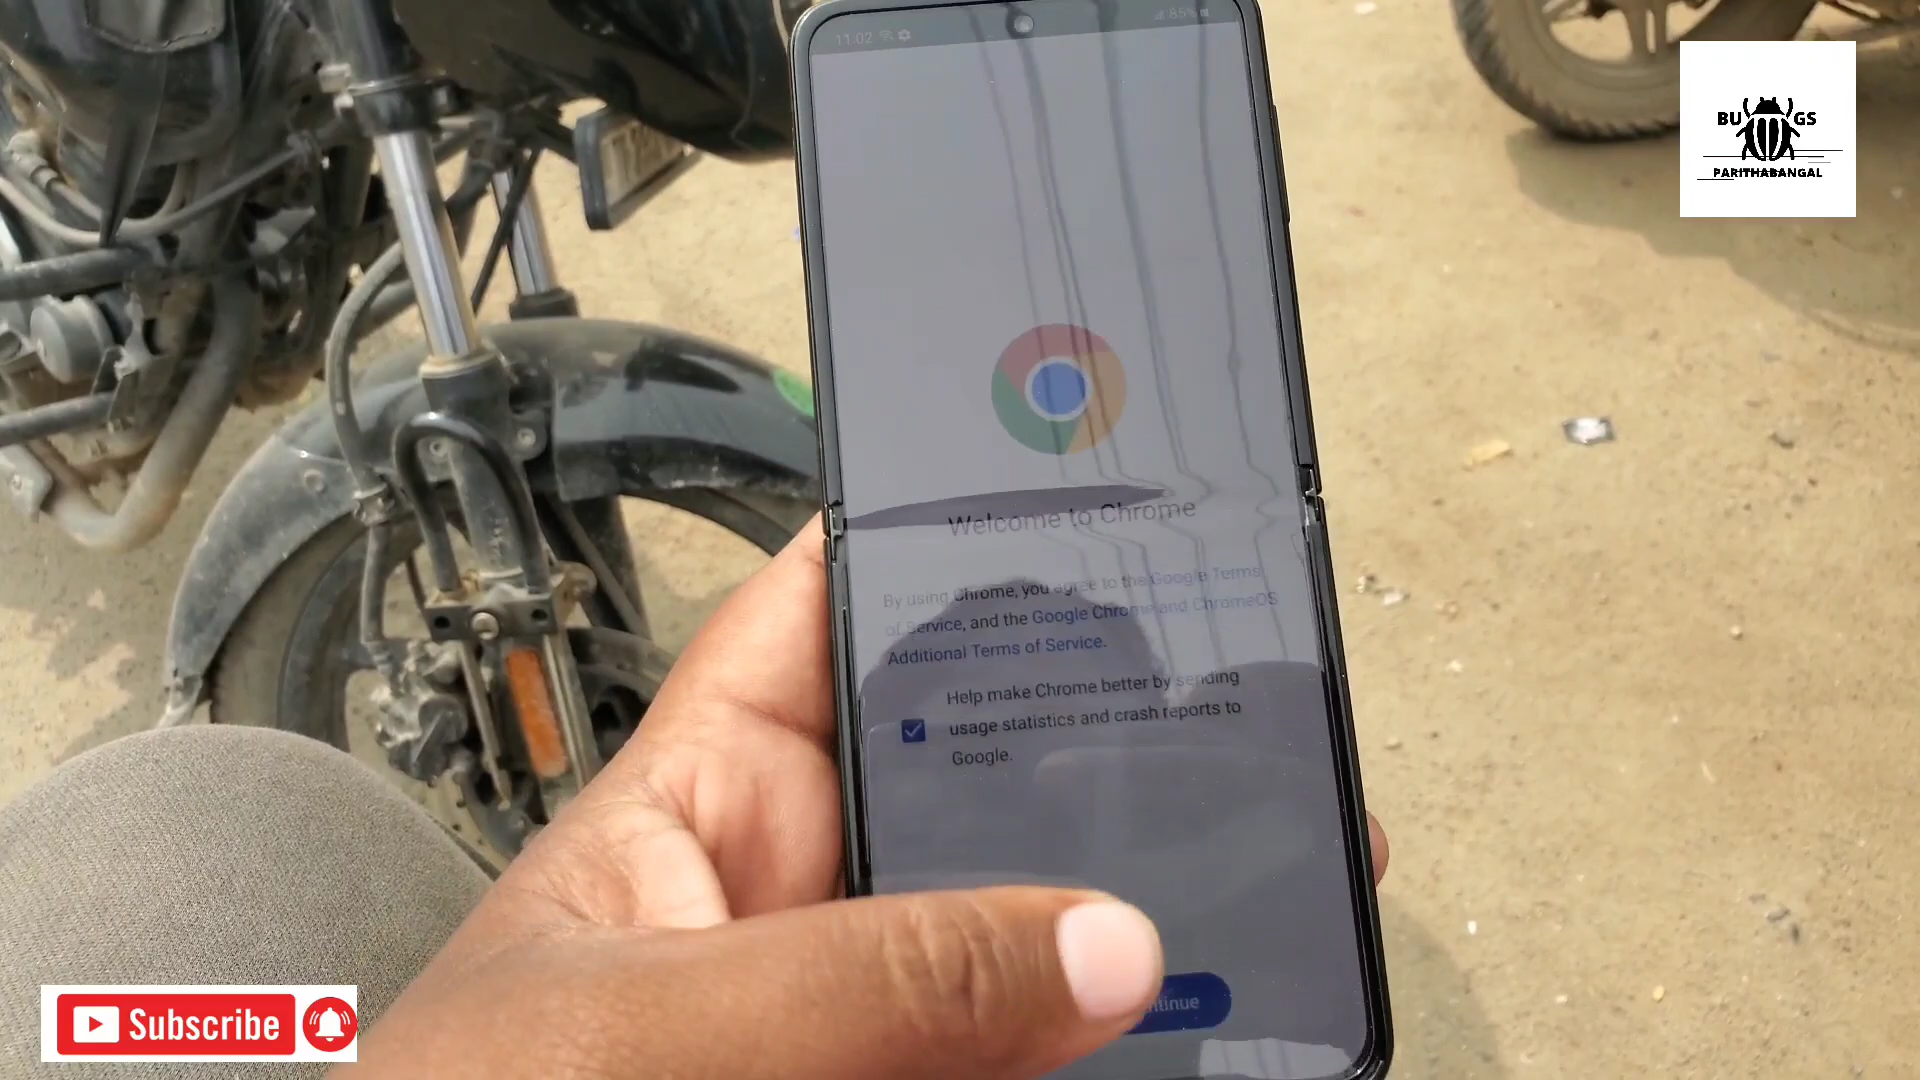 11.02
85%
BUGS
PARITHABANGAL
Welcome to Chrome
By using Chrome, you agree to the Google Terms
of Service, and the Google Chrome and ChromeOS
Additional Terms of Service.
Help make Chrome better by sending
usage statistics and crash reports to
Google.
ntinue
Subscribe